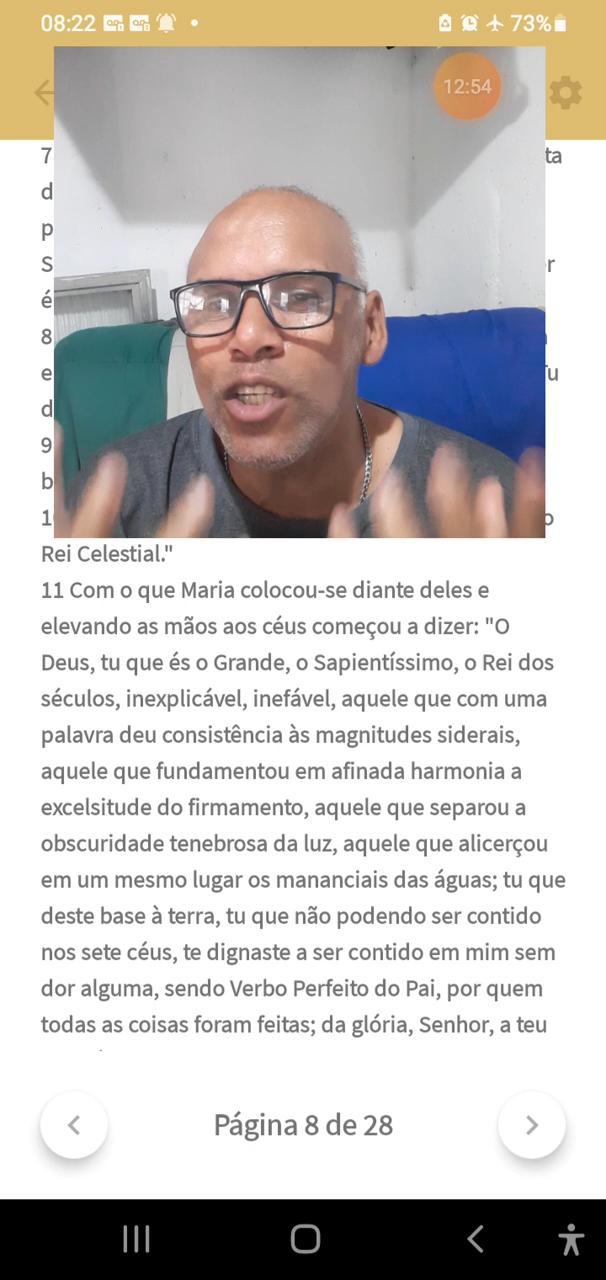 08:22
73%
12:54
7
ta
d
p
S
r
é
8
e
d
9
b
Rei Celestial."
11 Com o que Maria colocou-se diante deles e
elevando as mãos aos céus começou a dizer: "O
Deus, tu que és o Grande, o Sapientíssimo, o Rei dos
séculos, inexplicável, inefável, aquele que com uma
palavra deu consistência às magnitudes siderais,
aquele que fundamentou em afinada harmonia a
excelsitude do firmamento, aquele que separou a
obscuridade tenebrosa da luz, aquele que alicerçou
em um mesmo lugar os mananciais das águas; tu que
deste base à terra, tu que não podendo ser contido
nos sete céus, te dignaste a ser contido em mim sem
dor alguma, sendo Verbo Perfeito do Pai, por quem
todas as coisas foram feitas; da glória, Senhor, a teu
Página 8 de 28